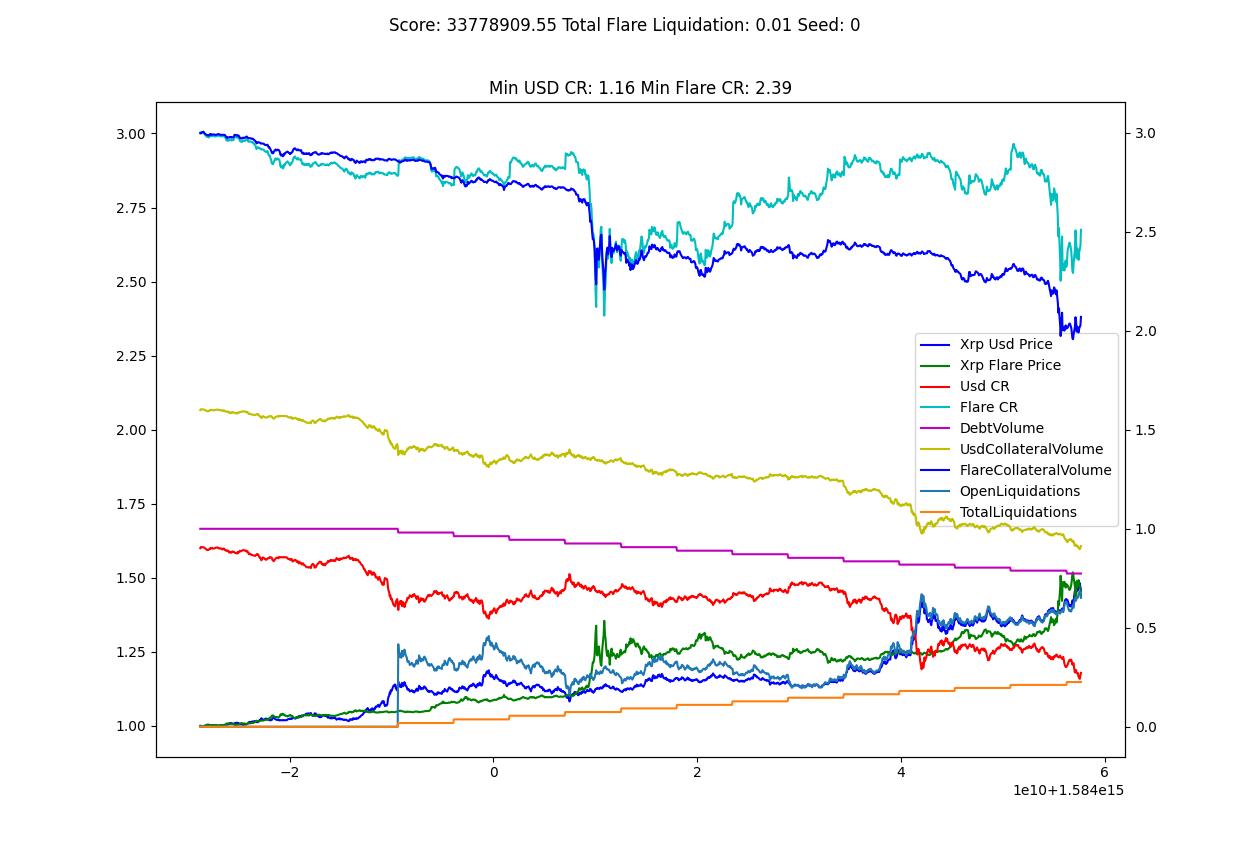 Score: 33778909.55 Total Flare Liquidation: 0.01 Seed: 0
Min USD CR: 1.16 Min Flare CR: 2.39
3.00
2.75
2.50
2.25
2.00
1.75
1.50
1.25
1.00
3.0
2.5
2.0
1.5
1.0
0.5
0.0
Xrp Usd Price
Xrp Flare Price
Usd CR
Flare CR
DebtVolume
UsdCollateralVolume
FlareCollateralVolume
OpenLiquidations
TotalLiquidations
−2 0 2 4 6
1e10+1.584e15